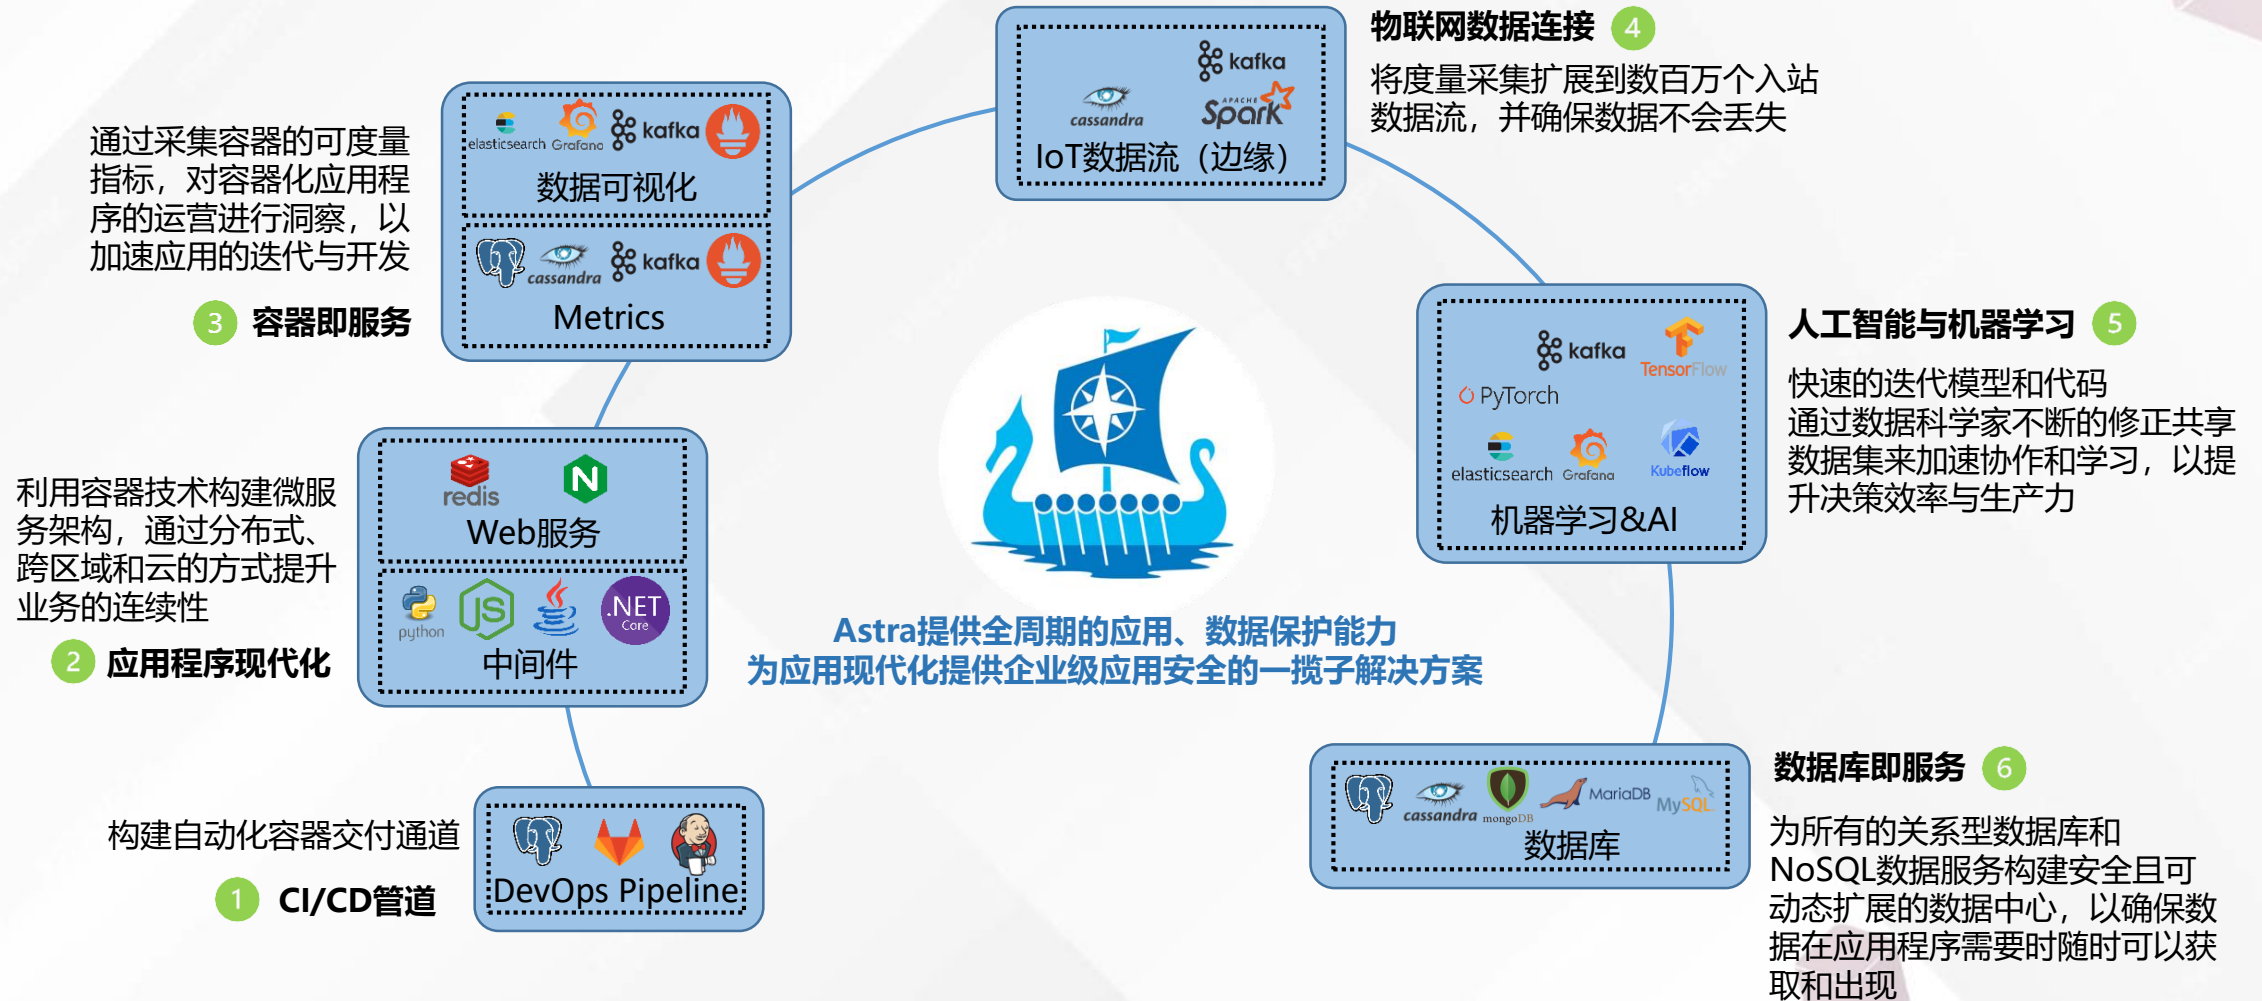 物联网数据连接 4
将度量采集扩展到数百万个入站
数据流，并确保数据不会丢失
kafka
cassandra
APACHE
Spark
IoT数据流（边缘）
通过采集容器的可度量
指标，对容器化应用程
序的运营进行洞察，以
加速应用的迭代与开发
3 容器即服务
elasticsearch Grafana kafka
数据可视化
cassandra kafka
Metrics
人工智能与机器学习 5
快速的迭代模型和代码
通过数据科学家不断的修正共享
数据集来加速协作和学习，以提
升决策效率与生产力
kafka
TensorFlow
PyTorch
elasticsearch Grafana Kubeflow
机器学习&AI
利用容器技术构建微服
务架构，通过分布式、
跨区域和云的方式提升
业务的连续性
2 应用程序现代化
redis
N
Web服务
python JS .NET
Core
中间件
Astra提供全周期的应用、数据保护能力
为应用现代化提供企业级应用安全的一揽子解决方案
构建自动化容器交付通道
1 CI/CD管道
DevOps Pipeline
cassandra mongoDB MariaDB MySQL
数据库
数据库即服务 6
为所有的关系型数据库和
NoSQL数据服务构建安全且可
动态扩展的数据中心，以确保数
据在应用程序需要时随时可以获
取和出现